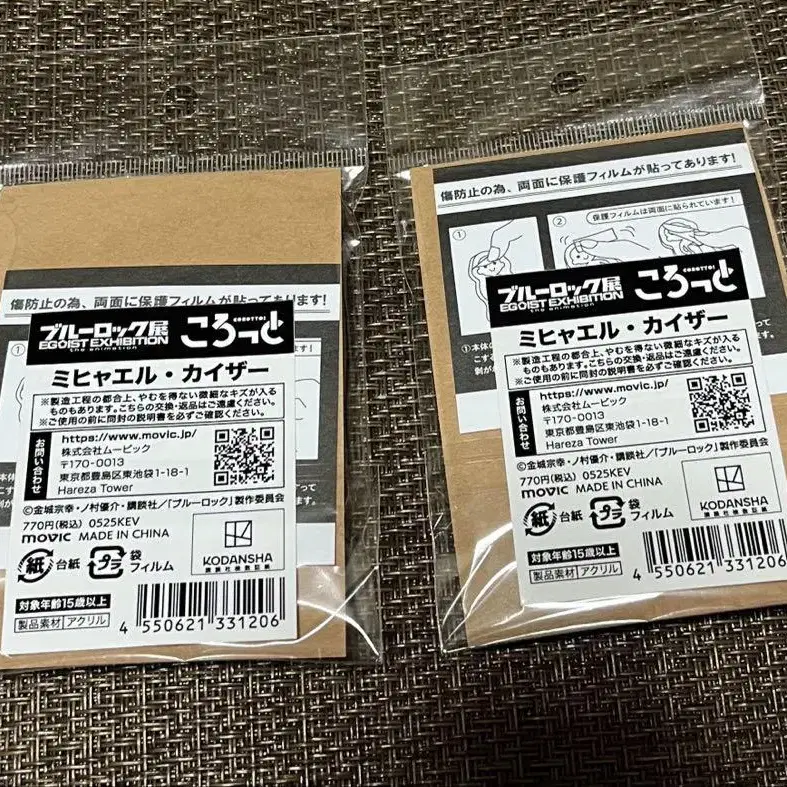 傷防止の為、両面に保護フィルムが貼ってあります!
①
ブルーロック展
EGOIST EXHIBITION
the animation
COROTTO!
ころっと
ミヒャエル・カイザー
※製造工程の都合上、やむを得ない微細なキズが入る
ものもあります。こちらの交換・返品はご遠慮ください。
※ご使用の前に同封の説明書を必ずご確認ください。
お問い合わせ
https://www.movic.jp/
株式会社ムービック
〒170-0013
東京都豊島区東池袋1-18-1
Hareza Tower
©金城宗幸・ノ村優介・講談社/「ブルーロック」製作委員会
770円(税込) 0525KEV
movic MADE IN CHINA
紙 台紙
プラ 袋 フィルム
KODANSHA
対象年齢15歳以上
製品素材 アクリル
4 550621 331206
傷防止の為、両面に保護フィルムが貼ってあります!
①
② 保護フィルムは両面に貼られています!
ブルーロック展
EGOIST EXHIBITION
the animation
COROTTO!
ころっと
ミヒャエル・カイザー
※製造工程の都合上、やむを得ない微細なキズが入る
ものもあります。こちらの交換・返品はご遠慮ください。
※ご使用の前に同封の説明書を必ずご確認ください。
お問い合わせ
https://www.movic.jp/
株式会社ムービック
〒170-0013
東京都豊島区東池袋1-18-1
Hareza Tower
©金城宗幸・ノ村優介・講談社/「ブルーロック」製作委員会
770円(税込) 0525KEV
movic MADE IN CHINA
紙 台紙
プラ 袋 フィルム
KODANSHA
対象年齢15歳以上
製品素材 アクリル
4 550621 331206